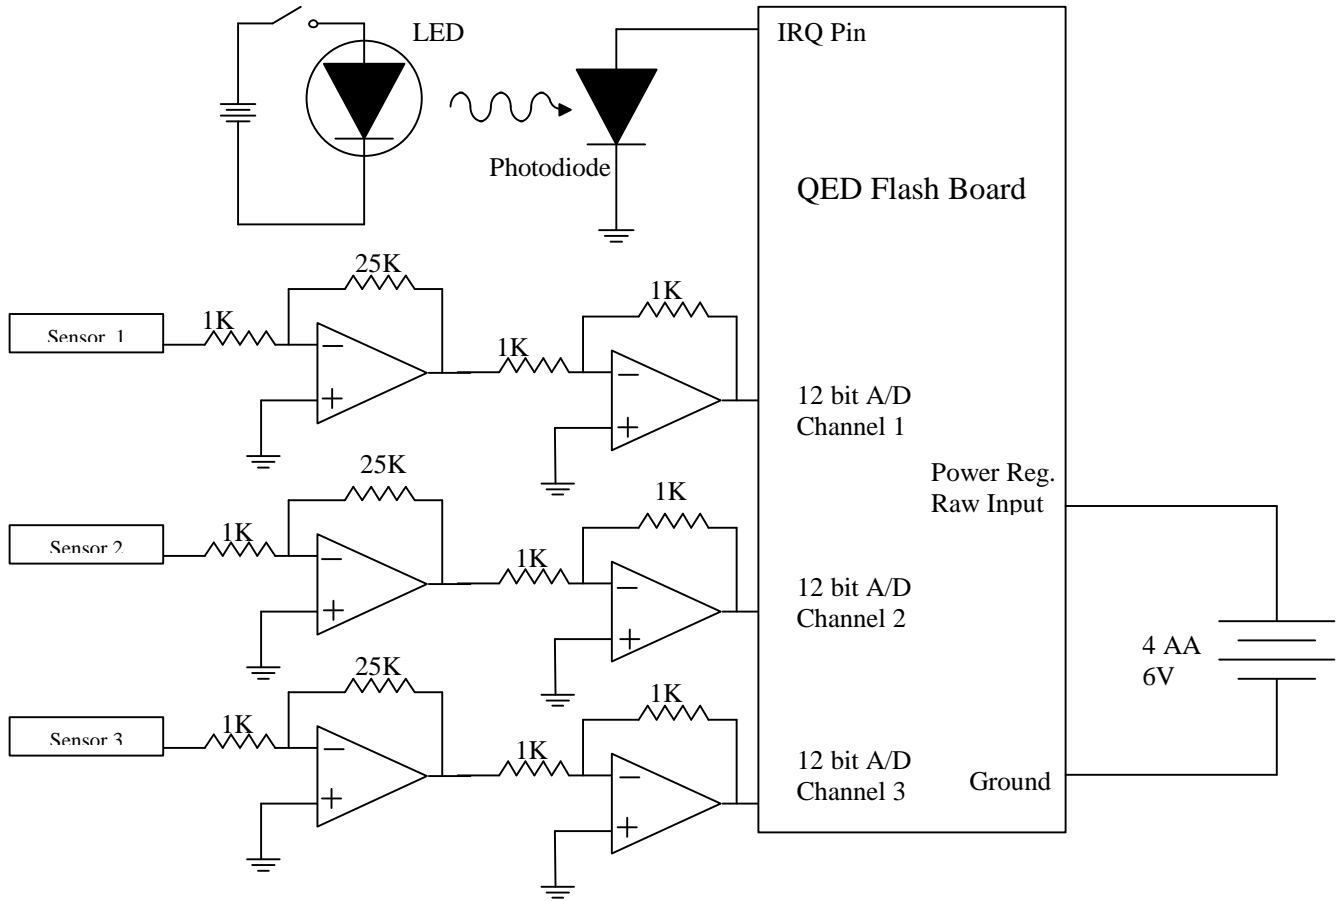 LED
IRQ Pin
Photodiode
QED Flash Board
25K
1K
Sensor 1
1K
1K
12 bit A/D
Channel 1
25K
1K
Sensor 2
1K
1K
Power Reg.
Raw Input
12 bit A/D
Channel 2
4 AA
6V
25K
1K
Sensor 3
1K
1K
12 bit A/D
Channel 3
Ground